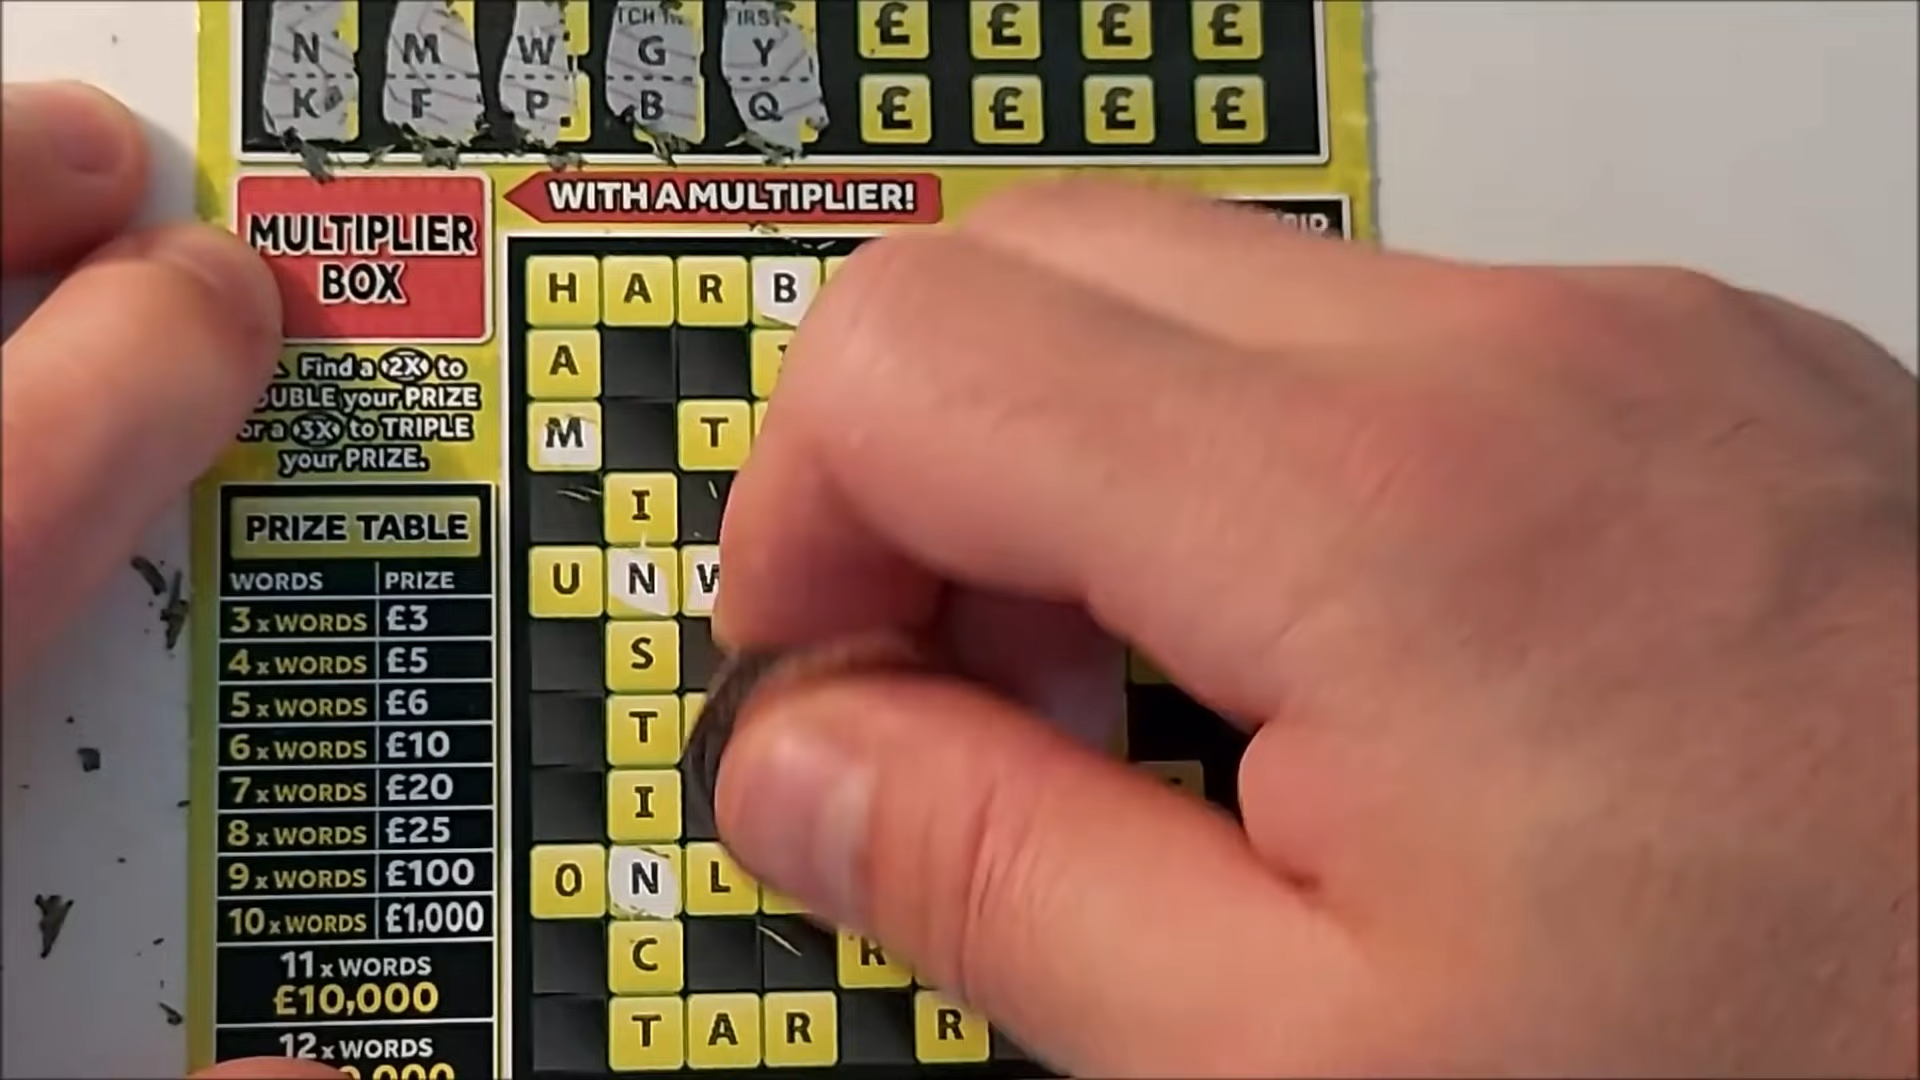 IRST
N M W G Y £ £ £ £
K F P B Q £ £ £ £
WITH A MULTIPLIER!
MULTIPLIER
BOX
Find a 2X to
your PRIZE
or a 3X to TRIPLE
your PRIZE.
PRIZE TABLE
WORDS PRIZE
3 x WORDS £3
4 x WORDS £5
5 x WORDS £6
6 x WORDS £10
7 x WORDS £20
8 x WORDS £25
9 x WORDS £100
10 x WORDS £1,000
11 x WORDS
£10,000
12 x WORDS
H A R B
A
M T
I
U N W
S
T
I
O N L
C R
T A R R